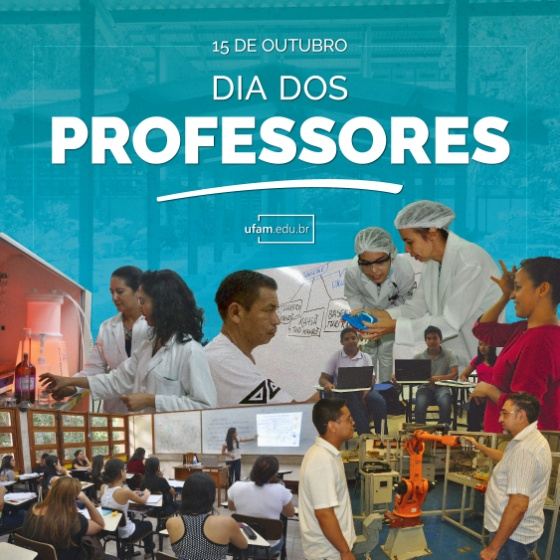 15 DE OUTUBRO
DIA DOS
PROFESSORES
ufam.edu.br